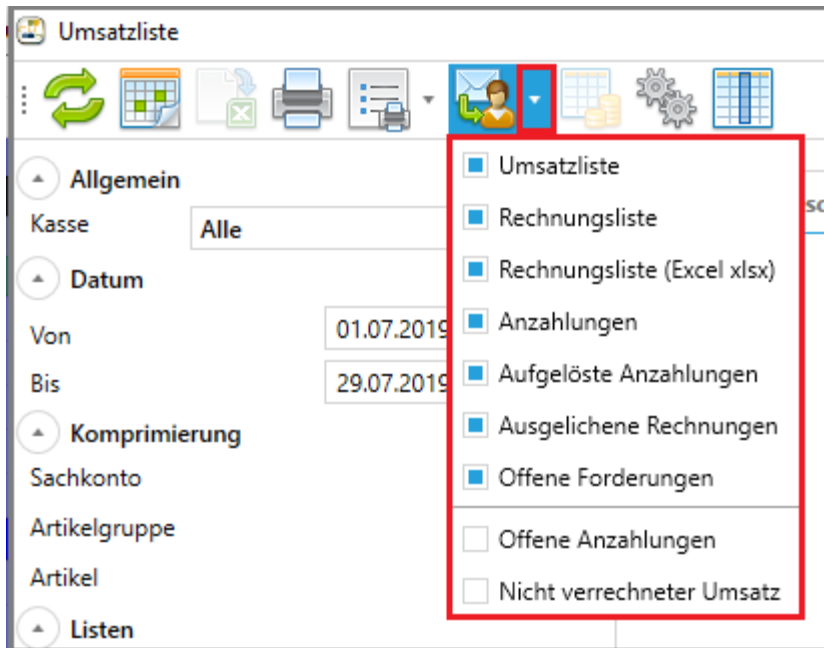 Umsatzliste
Umsatzliste
Rechnungsliste
Rechnungsliste (Excel xlsx)
Anzahlungen
Aufgelöste Anzahlungen
Ausgelichene Rechnungen
Offene Forderungen
Offene Anzahlungen
Nicht verrechneter Umsatz
Allgemein
Kasse Alle
Datum
Von 01.07.2019
Bis 29.07.2019
Komprimierung
Sachkonto
Artikelgruppe
Artikel
Listen